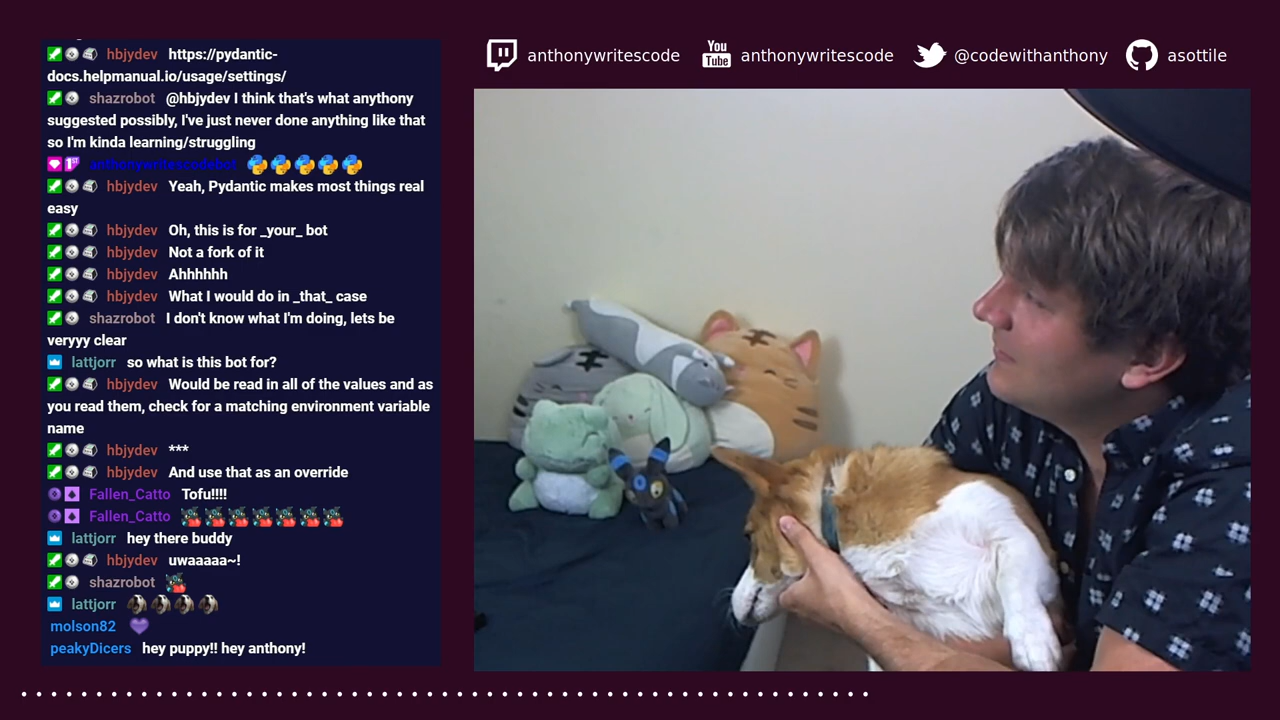 hbjydev https://pydantic-
docs.helpmanual.io/usage/settings/
shazrobot @hbjydev I think that's what anythony
suggested possibly, I've just never done anything like that
so I'm kinda learning/struggling
anthonywritescodebot
hbjydev Yeah, Pydantic makes most things real
easy
hbjydev Oh, this is for _your_ bot
hbjydev Not a fork of it
hbjydev Ahhhhhh
hbjydev What I would do in _that_ case
shazrobot I don't know what I'm doing, lets be
veryyy clear
lattjorr so what is this bot for?
hbjydev Would be read in all of the values and as
you read them, check for a matching environment variable
name
hbjydev ***
hbjydev And use that as an override
Fallen_Catto Tofu!!!!
Fallen_Catto
lattjorr hey there buddy
hbjydev uwaaaaa~!
shazrobot
lattjorr
molson82
peakyDicers hey puppy!! hey anthony!
anthonywritescode
You
Tube
anthonywritescode
@codewithanthony
asottile